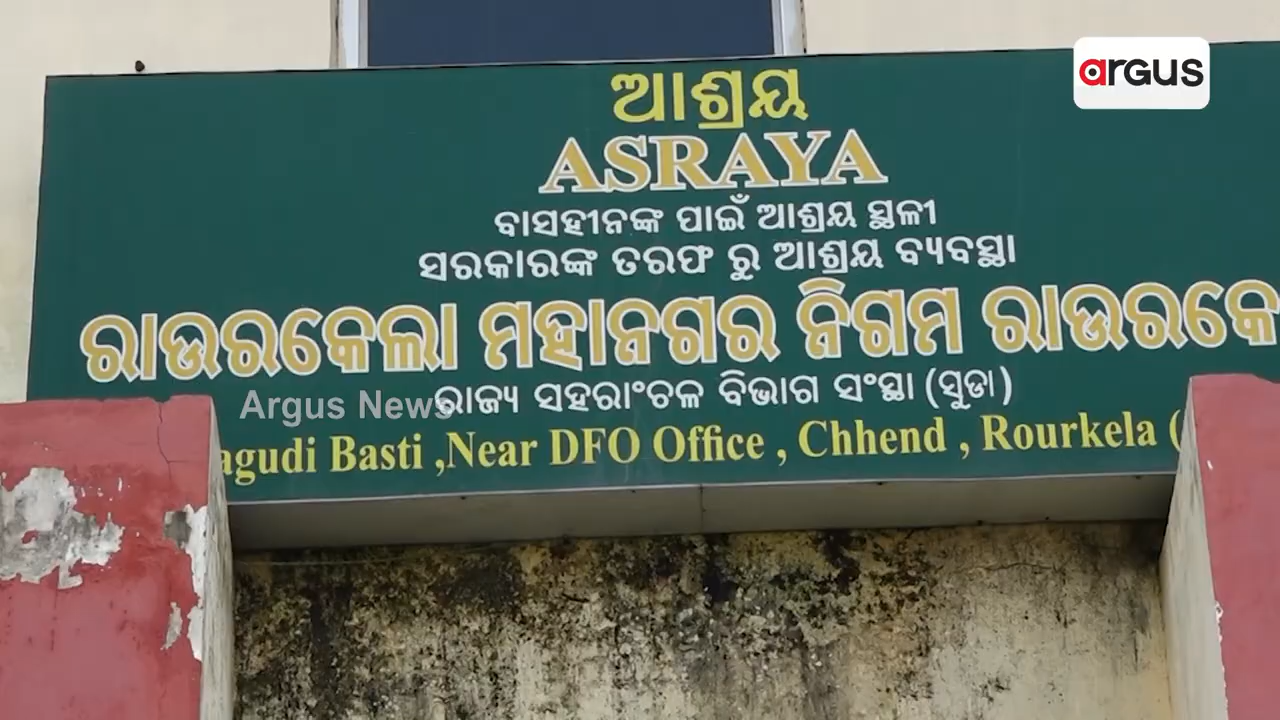 argus
ଆଶ୍ରୟ
ASRAYA
ବାସହୀନଙ୍କ ପାଇଁ ଆଶ୍ରୟ ସ୍ଥଳୀ
ସରକାରଙ୍କ ତରଫ ରୁ ଆଶ୍ରୟ ବ୍ୟବସ୍ଥା
ରାଉରକେଲା ମହାନଗର ନିଗମ ରାଉରକେ
Argus News
ରାଜ୍ୟ ସହରାଂଚଳ ବିଭାଗ ସଂସ୍ଥା (ସୁଡା)
agudi Basti ,Near DFO Office , Chhend , Rourkela (